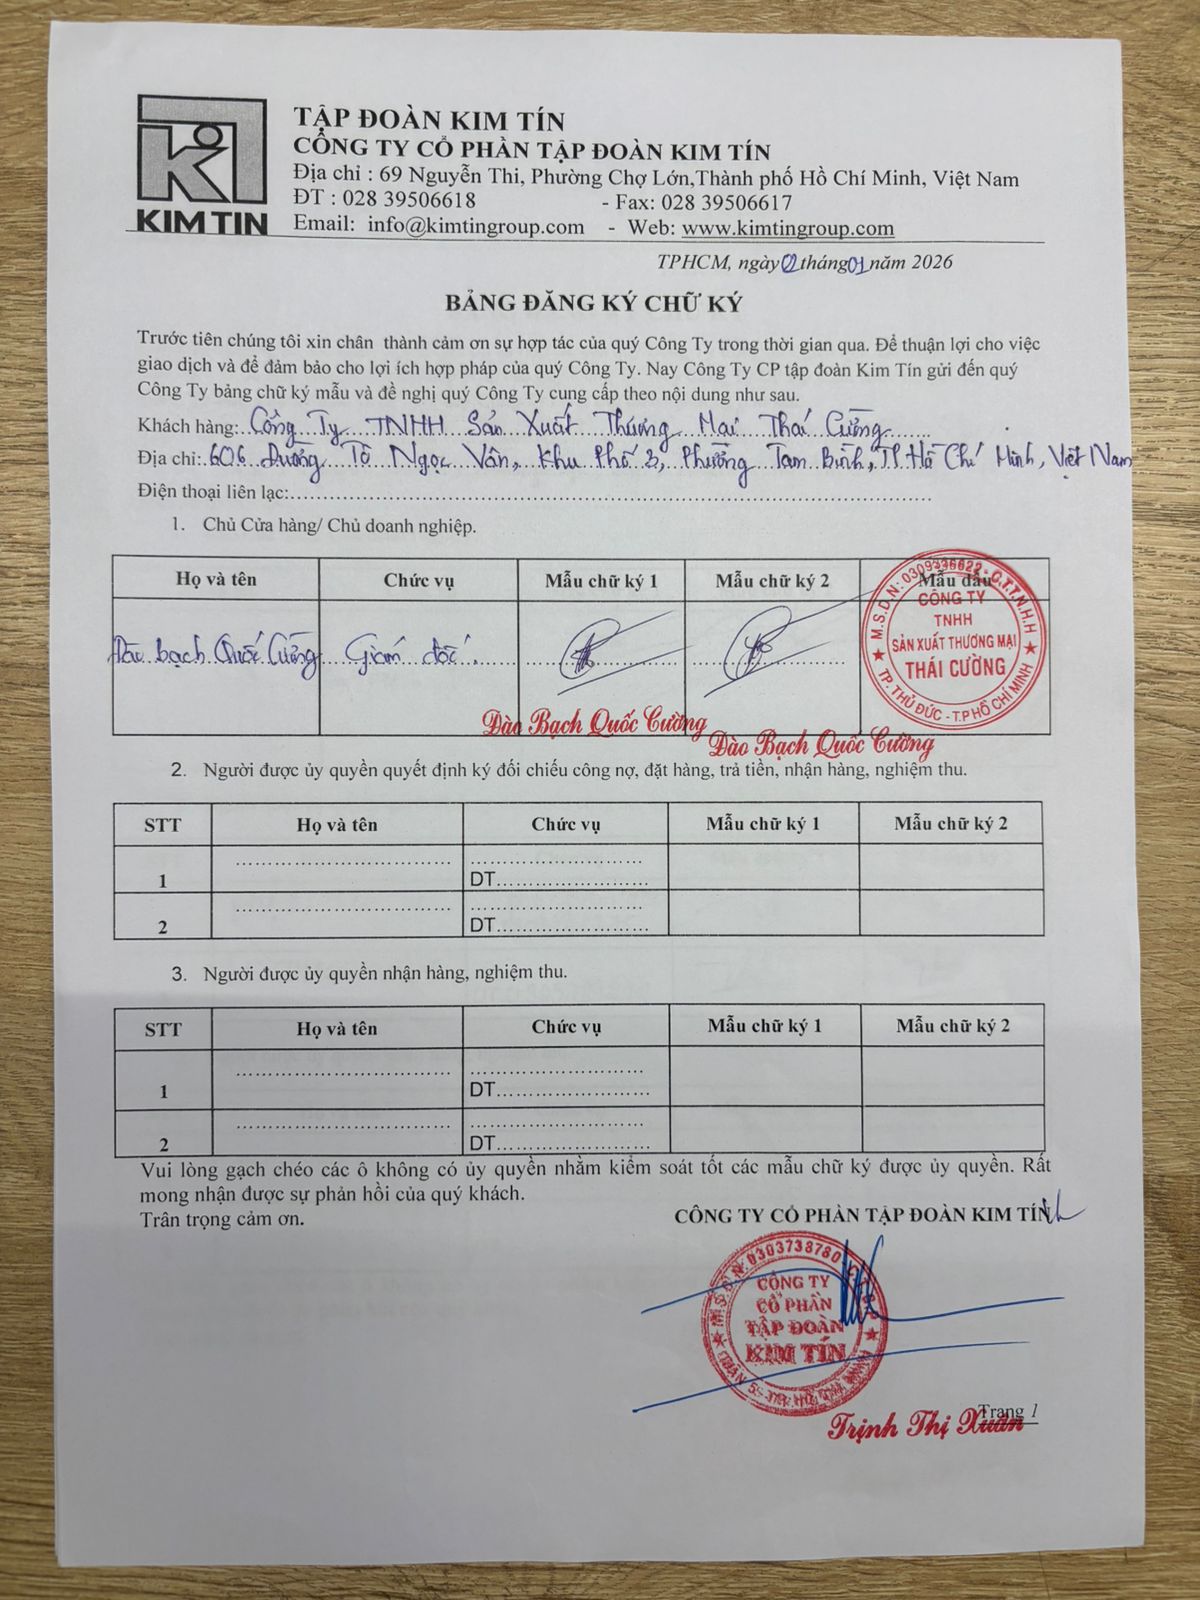 KIM TIN
TẬP ĐOÀN KIM TÍN
CÔNG TY CỔ PHẦN TẬP ĐOÀN KIM TÍN
Địa chỉ : 69 Nguyễn Thi, Phường Chợ Lớn,Thành phố Hồ Chí Minh, Việt Nam
ĐT : 028 39506618 - Fax: 028 39506617
Email: info@kimtingroup.com - Web: www.kimtingroup.com
TPHCM, ngày 02 tháng 01 năm 2026
BẢNG ĐĂNG KÝ CHỮ KÝ
Trước tiên chúng tôi xin chân thành cảm ơn sự hợp tác của quý Công Ty trong thời gian qua. Để thuận lợi cho việc
giao dịch và để đảm bảo cho lợi ích hợp pháp của quý Công Ty. Nay Công Ty CP tập đoàn Kim Tín gửi đến quý
Công Ty bảng chữ ký mẫu và đề nghị quý Công Ty cung cấp theo nội dung như sau.
Khách hàng: Công Ty TNHH Sản Xuất Thương Mại Thái Cường
Địa chỉ: 606 Đường Tô Ngọc Vân, Khu Phố 3, Phường Tam Bình, TP Hồ Chí Minh, Việt Nam
Điện thoại liên lạc:
1. Chủ Cửa hàng/ Chủ doanh nghiệp.
Họ và tên Chức vụ Mẫu chữ ký 1 Mẫu chữ ký 2 Mẫu dấu
Đào bạch Quốc Cường Giám đốc.
M.S.D.N: 0309336622 - C.T.T.N.H.H
CÔNG TY
TNHH
SẢN XUẤT THƯƠNG MẠI
THÁI CƯỜNG
TP. THỦ ĐỨC - T.P HỒ CHÍ MINH
Đào Bạch Quốc Cường
Đào Bạch Quốc Cường
2. Người được ủy quyền quyết định ký đối chiếu công nợ, đặt hàng, trả tiền, nhận hàng, nghiệm thu.
STT Họ và tên Chức vụ Mẫu chữ ký 1 Mẫu chữ ký 2
1 DT
2 DT
3. Người được ủy quyền nhận hàng, nghiệm thu.
STT Họ và tên Chức vụ Mẫu chữ ký 1 Mẫu chữ ký 2
1 DT
2 DT
Vui lòng gạch chéo các ô không có ủy quyền nhằm kiểm soát tốt các mẫu chữ ký được ủy quyền. Rất
mong nhận được sự phản hồi của quý khách.
Trân trọng cảm ơn.
CÔNG TY CỔ PHẦN TẬP ĐOÀN KIM TÍN
M.S.D.N: 0303738780
CÔNG TY
CỔ PHẦN
TẬP ĐOÀN
KIM TÍN
Trang 1
Trịnh Thị Xuân